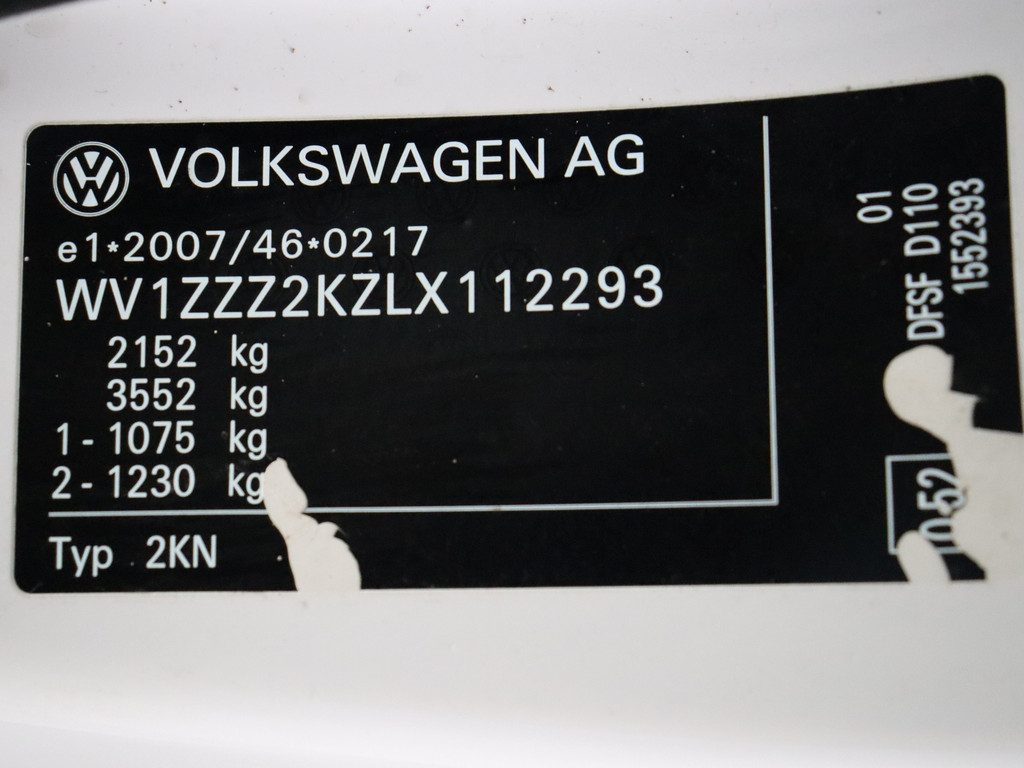 VOLKSWAGEN AG
e1*2007/46*0217
WV1ZZZ2KZLX112293
2152 kg
3552 kg
1 - 1075 kg
2 - 1230 kg
Typ 2KN
01
DFSF D110
1552393